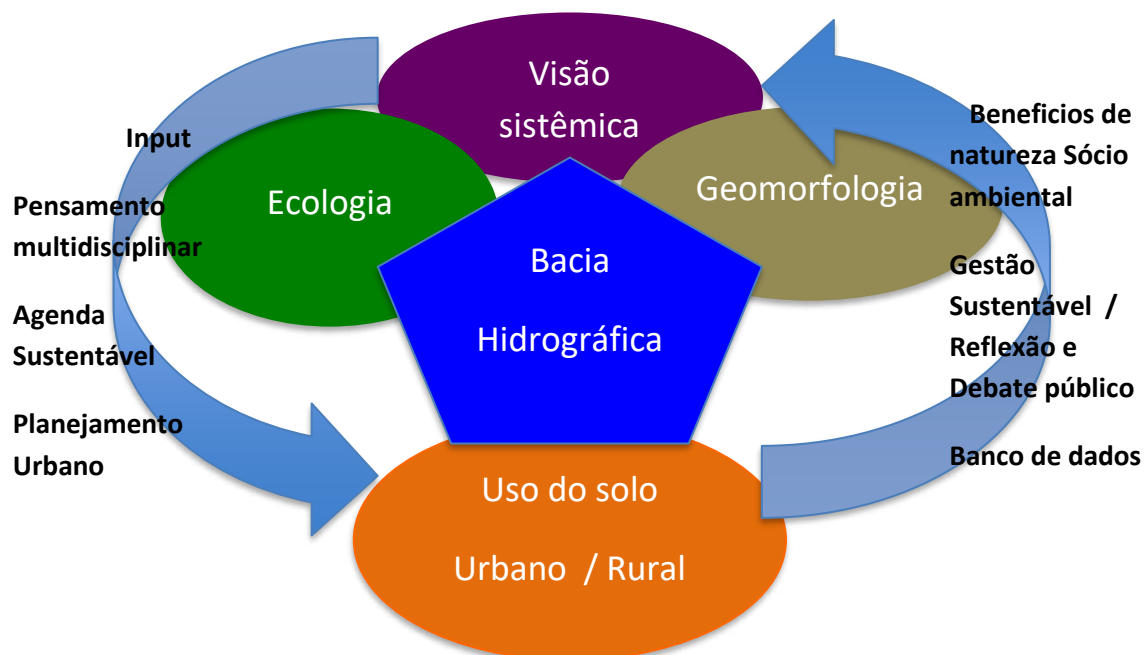 Visão
sistêmica
Input
Ecologia
Geomorfologia
Beneficios de
natureza Sócio
ambiental
Pensamento
multidisciplinar
Bacia
Hidrográfica
Agenda
Sustentável
Gestão
Sustentável /
Reflexão e
Debate público
Planejamento
Urbano
Banco de dados
Uso do solo
Urbano / Rural